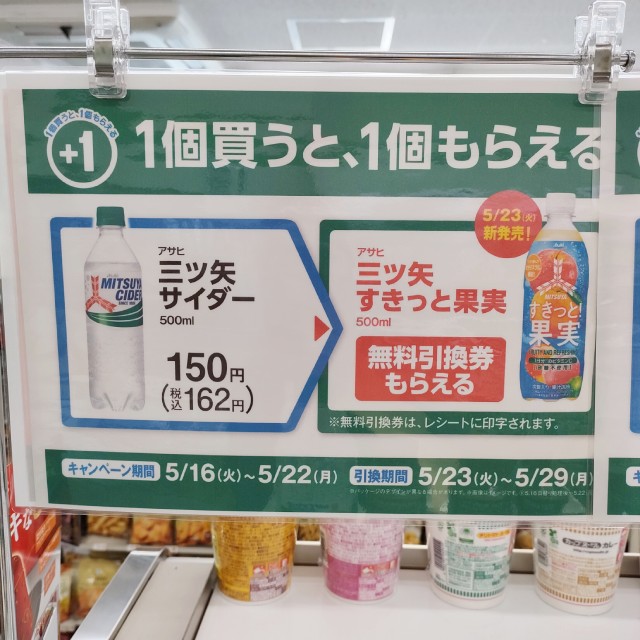 1個買うと、1個もらえる
+1
1個買うと、1個もらえる
アサヒ
三ツ矢
サイダー
500ml
150円
(税込162円)
MITSUYA
CIDER
5/23(火)
新発売!
アサヒ
三ツ矢
すきっと果実
500ml
無料引換券
もらえる
※無料引換券は、レシートに印字されます。
Asahi
MITSUYA
すきっと!
果実
キャンペーン期間 5/16(火)~5/22(月)
引換期間 5/23(火)~5/29(月)